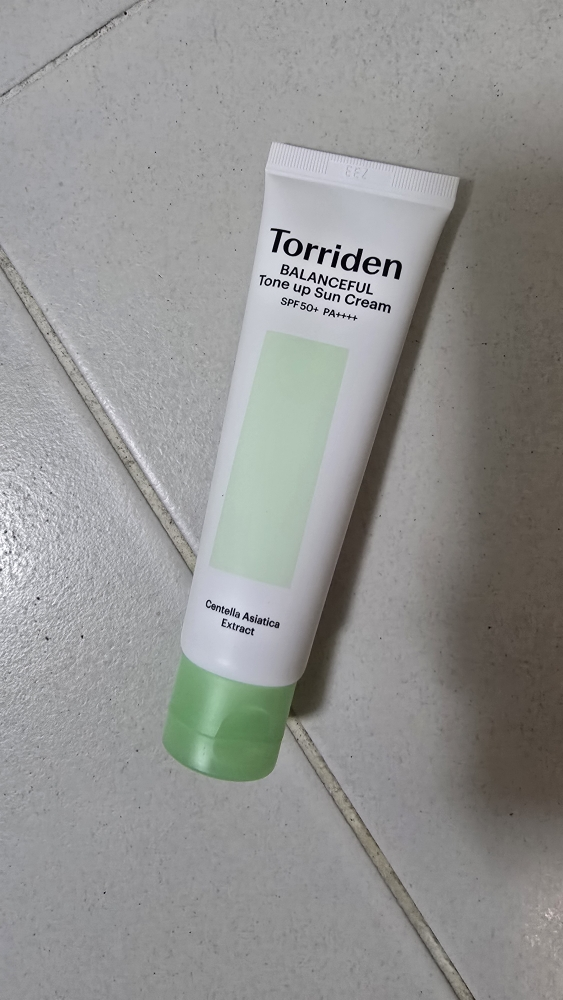 Torriden
BALANCEFUL
Tone up Sun Cream
SPF50+ PA++++
Centella Asiatica
Extract